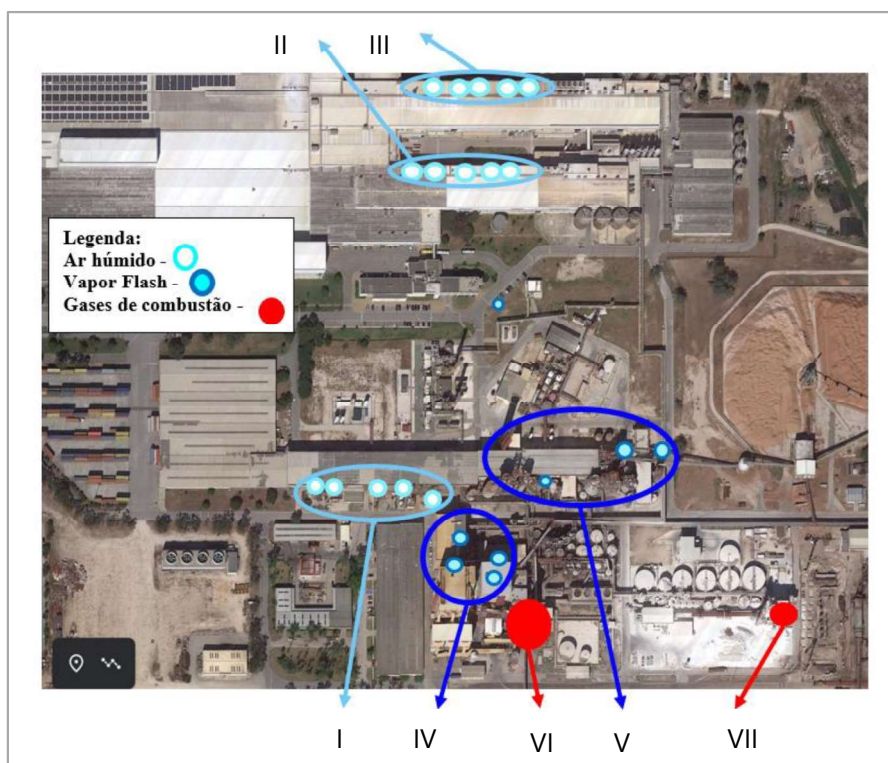 II III
Legenda:
Ar húmido -
Vapor Flash -
Gases de combustão -
I IV VI V VII